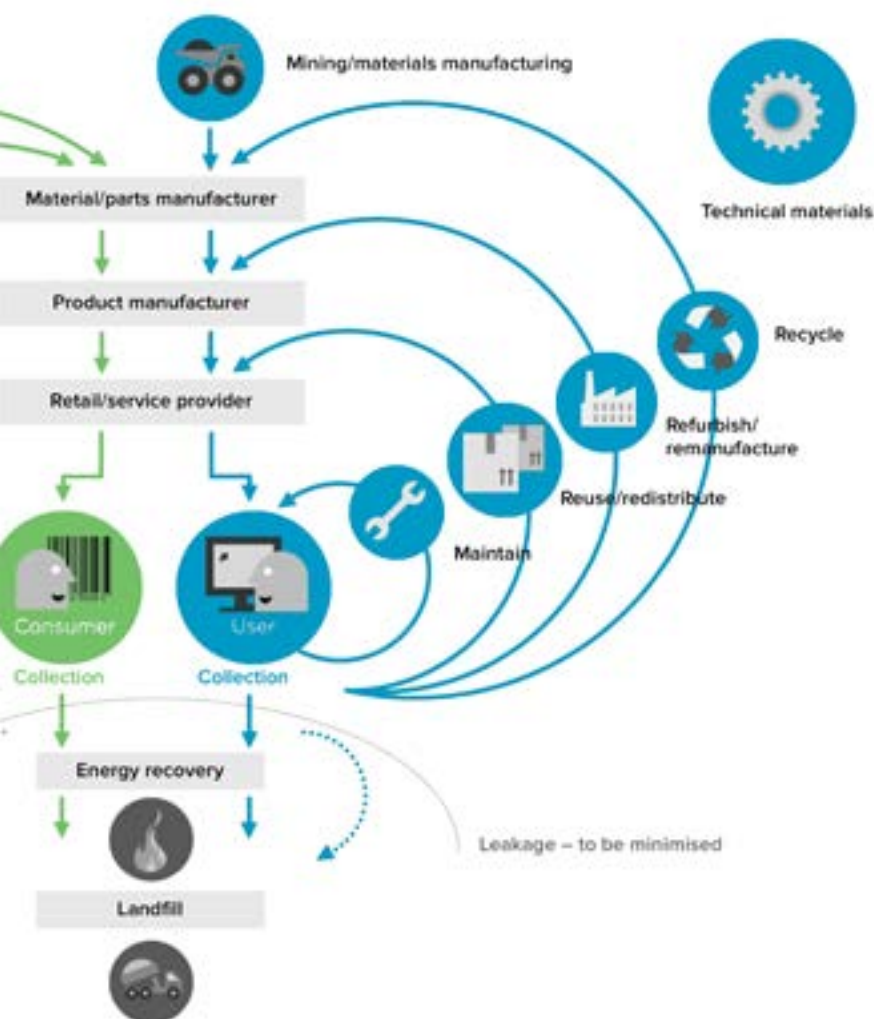 Mining/materials manufacturing
Technical materials
Material/parts manufacturer
Product manufacturer
Recycle
Retail/service provider
Refurbish/
remanufacture
Reuse/redistribute
Maintain
Consumer
User
Collection
Collection
Energy recovery
Leakage – to be minimised
Landfill